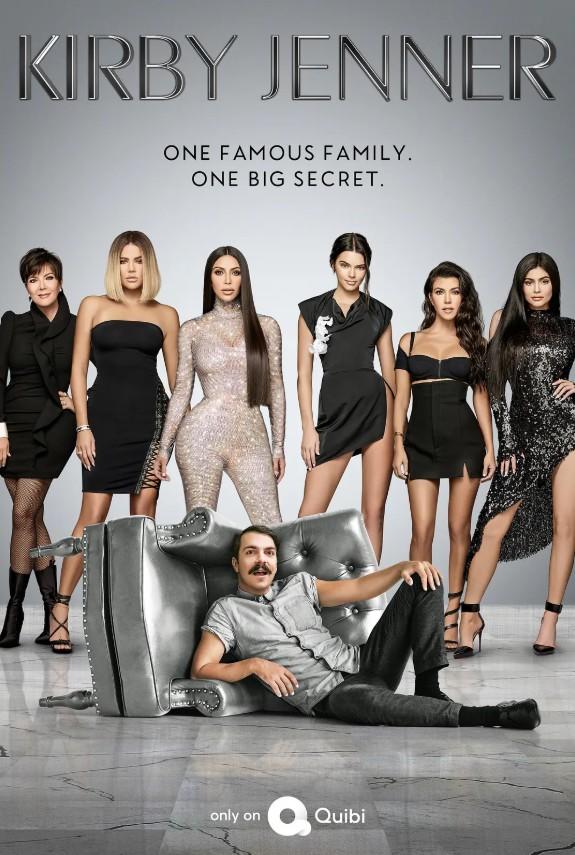 KIRBY JENNER
ONE FAMOUS FAMILY.
ONE BIG SECRET.
only on Quibi